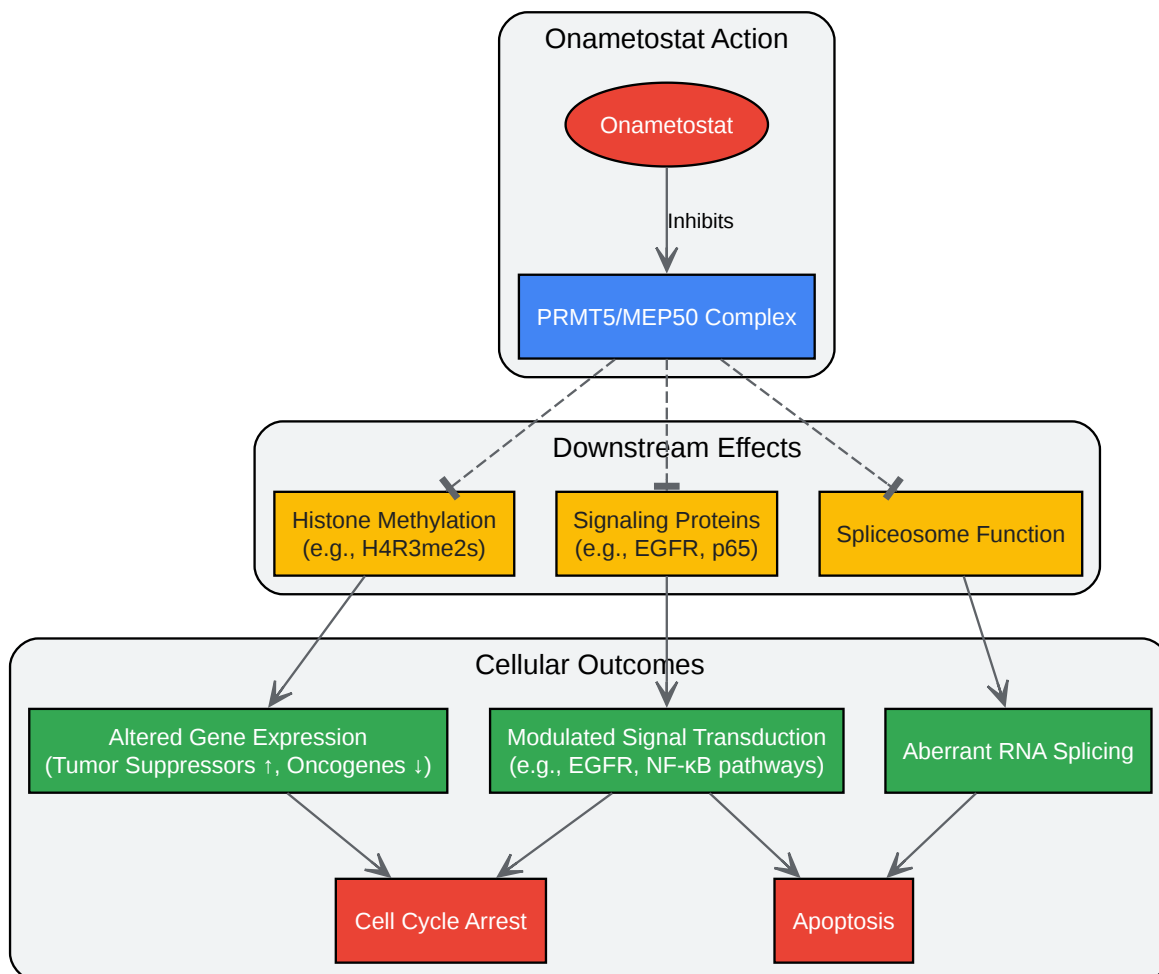 Onametostat Action
Onametostat
Inhibits
PRMT5/MEP50 Complex
Downstream Effects
Histone Methylation
(e.g., H4R3me2s)
Signaling Proteins
(e.g., EGFR, p65)
Spliceosome Function
Cellular Outcomes
Altered Gene Expression
(Tumor Suppressors ↑, Oncogenes ↓)
Modulated Signal Transduction
(e.g., EGFR, NF-κB pathways)
Aberrant RNA Splicing
Cell Cycle Arrest
Apoptosis